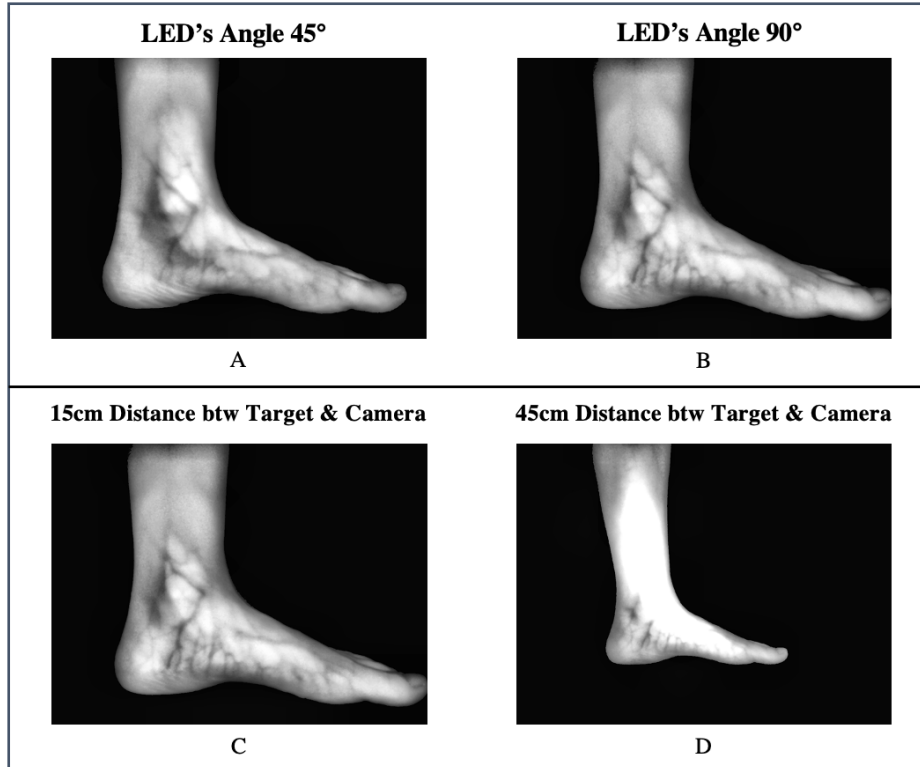 LED's Angle 45°
LED's Angle 90°
A
B
15cm Distance btw Target & Camera
45cm Distance btw Target & Camera
C
D